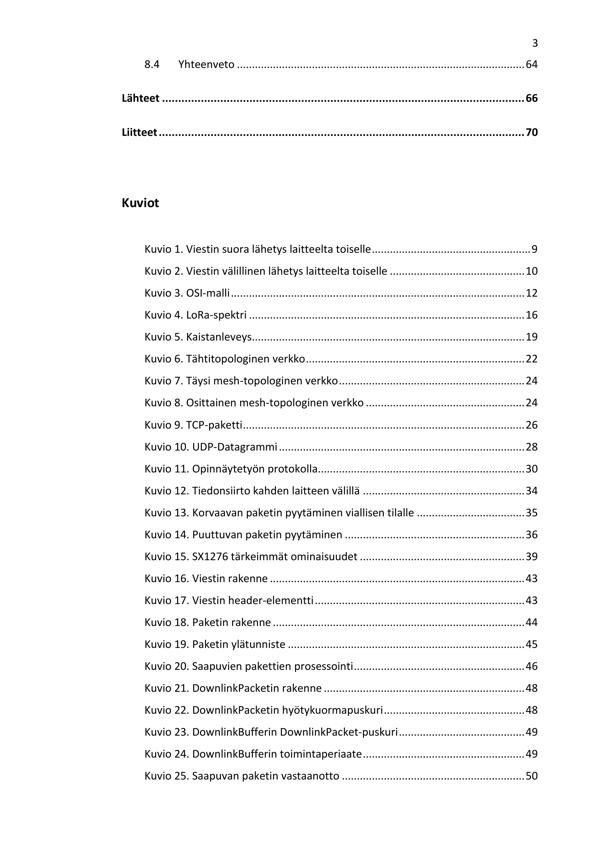 3
8.4 Yhteenveto ................................................................................................ 64
Lähteet ................................................................................................................ 66
Liitteet ................................................................................................................. 70
Kuviot
Kuvio 1. Viestin suora lähetys laitteelta toiselle ..................................................... 9
Kuvio 2. Viestin välillinen lähetys laitteelta toiselle ............................................. 10
Kuvio 3. OSI-malli .................................................................................................. 12
Kuvio 4. LoRa-spektri ............................................................................................ 16
Kuvio 5. Kaistanleveys ........................................................................................... 19
Kuvio 6. Tähtitopologinen verkko ......................................................................... 22
Kuvio 7. Täysi mesh-topologinen verkko .............................................................. 24
Kuvio 8. Osittainen mesh-topologinen verkko ..................................................... 24
Kuvio 9. TCP-paketti .............................................................................................. 26
Kuvio 10. UDP-Datagrammi .................................................................................. 28
Kuvio 11. Opinnäytetyön protokolla ..................................................................... 30
Kuvio 12. Tiedonsiirto kahden laitteen välillä ...................................................... 34
Kuvio 13. Korvaavan paketin pyytäminen viallisen tilalle .................................... 35
Kuvio 14. Puuttuvan paketin pyytäminen ............................................................ 36
Kuvio 15. SX1276 tärkeimmät ominaisuudet ....................................................... 39
Kuvio 16. Viestin rakenne ..................................................................................... 43
Kuvio 17. Viestin header-elementti ...................................................................... 43
Kuvio 18. Paketin rakenne .................................................................................... 44
Kuvio 19. Paketin ylätunniste ............................................................................... 45
Kuvio 20. Saapuvien pakettien prosessointi ......................................................... 46
Kuvio 21. DownlinkPacketin rakenne ................................................................... 48
Kuvio 22. DownlinkPacketin hyötykuormapuskuri ............................................... 48
Kuvio 23. DownlinkBufferin DownlinkPacket-puskuri .......................................... 49
Kuvio 24. DownlinkBufferin toimintaperiaate ...................................................... 49
Kuvio 25. Saapuvan paketin vastaanotto ............................................................. 50